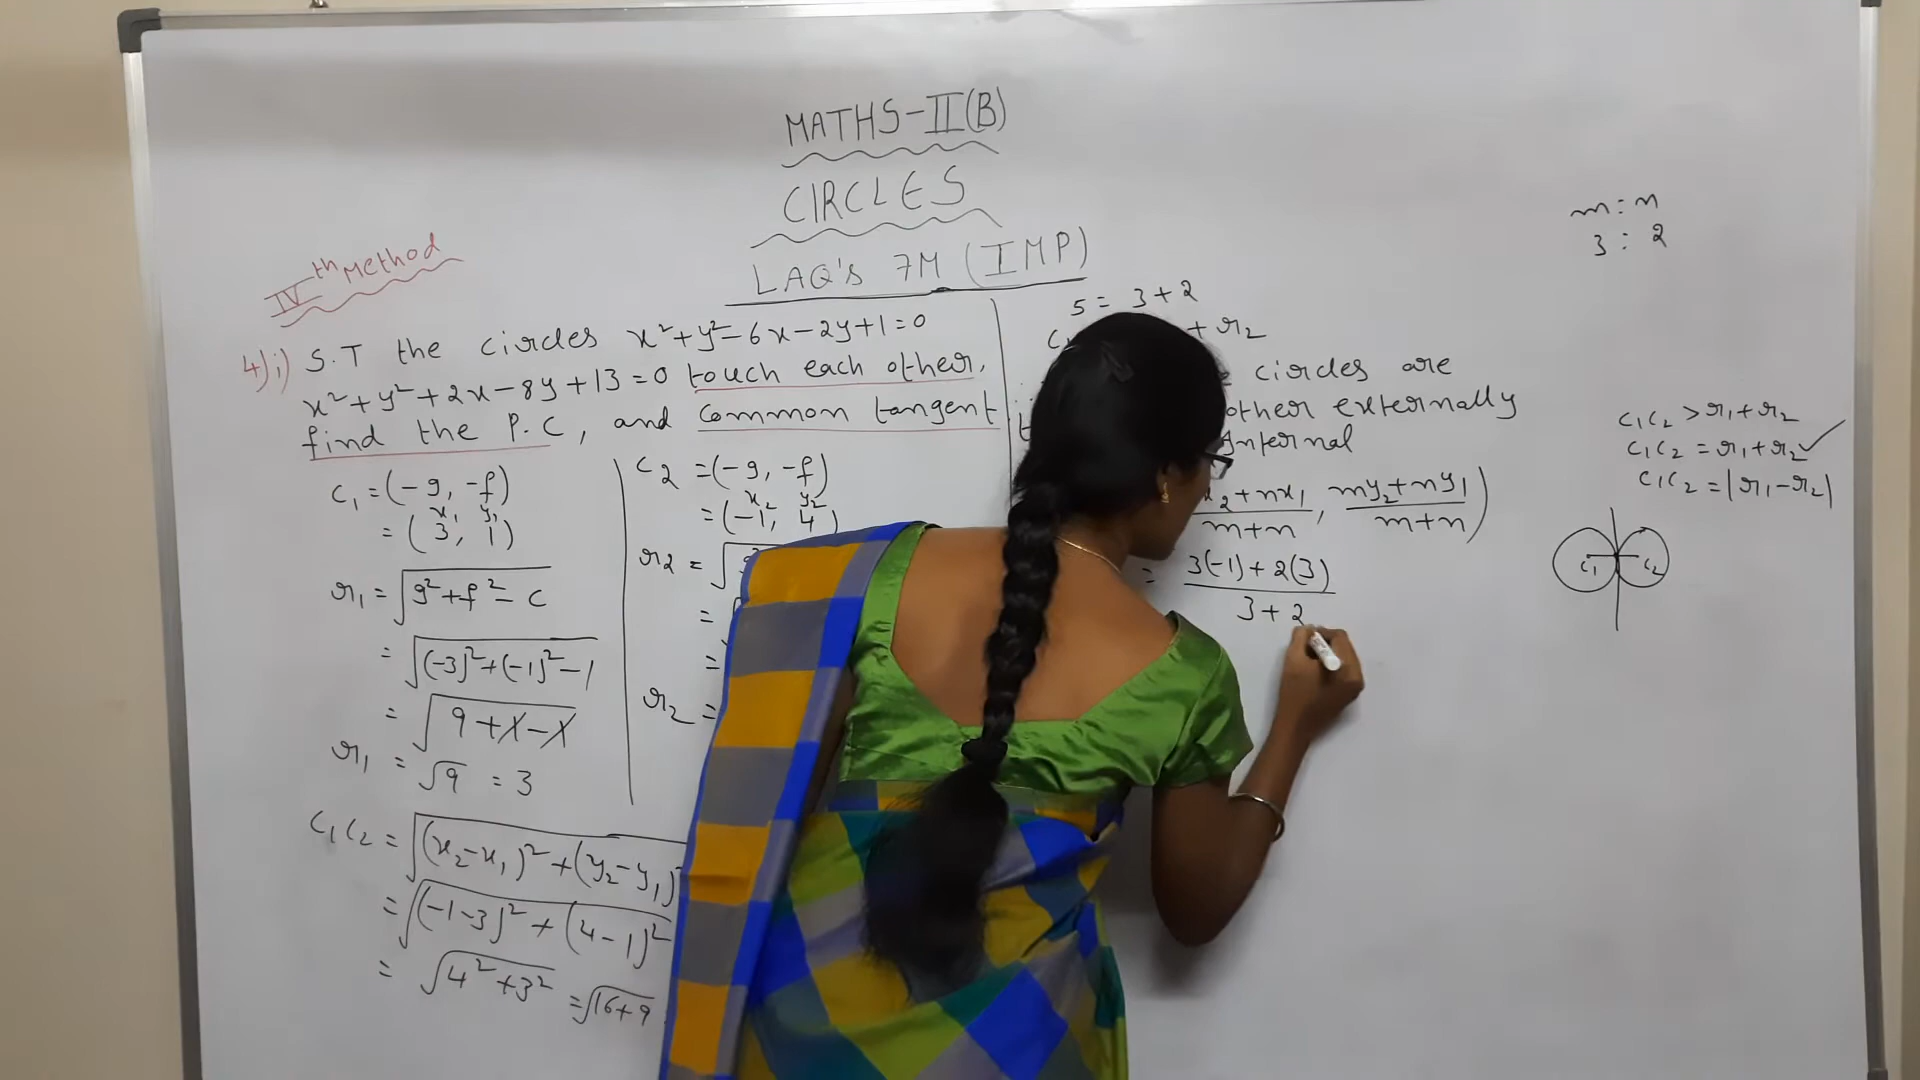 MATHS-II(B)
CIRCLES
LAQ's 7M (IMP)
IVth Method
4)i) S.T the circles x²+y²-6x-2y+1=0
x²+y²+2x-8y+13=0 touch each other,
find the P.C, and common tangent
C₁ =(-g, -f)
x₁ y₁
= (3, 1)
r₁ = √g²+f²-c
= √(-3)²+(-1)²-1
= √9+1-1
r₁ = √9 = 3
C₂ =(-g, -f)
x₂ y₂
=(-1, 4)
r₂ = √
=
=
r₂ =
C₁C₂ = √(x₂-x₁)²+(y₂-y₁)
= √(-1-3)²+(4-1)²
= √4²+3² = √16+9
5 = 3+2
+ r₂
circles are
other externally
Internal
x₂+nx₁/m+n, my₂+ny₁/m+n)
= 3(-1)+2(3)/3+2
m:n
3:2
C₁C₂ > r₁+r₂
C₁C₂ = r₁+r₂ ✓
C₁C₂ = |r₁-r₂|
C₁ C₂